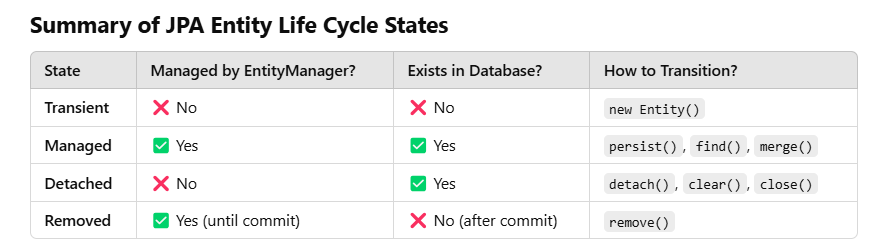 Summary of JPA Entity Life Cycle States
State Managed by EntityManager? Exists in Database? How to Transition?
Transient ❌ No ❌ No new Entity()
Managed ✅ Yes ✅ Yes persist(), find(), merge()
Detached ❌ No ✅ Yes detach(), clear(), close()
Removed ✅ Yes (until commit) ❌ No (after commit) remove()